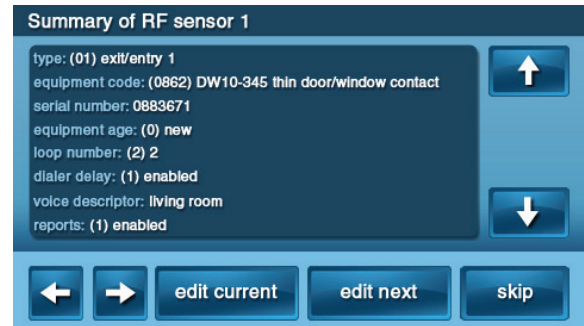 Summary of RF sensor 1
type: (01) exit/entry 1
equipment code: (0862) DW10-345 thin door/window contact
serial number: 0883671
equipment age: (0) new
loop number: (2) 2
dialer delay: (1) enabled
voice descriptor: living room
reports: (1) enabled
edit current
edit next
skip